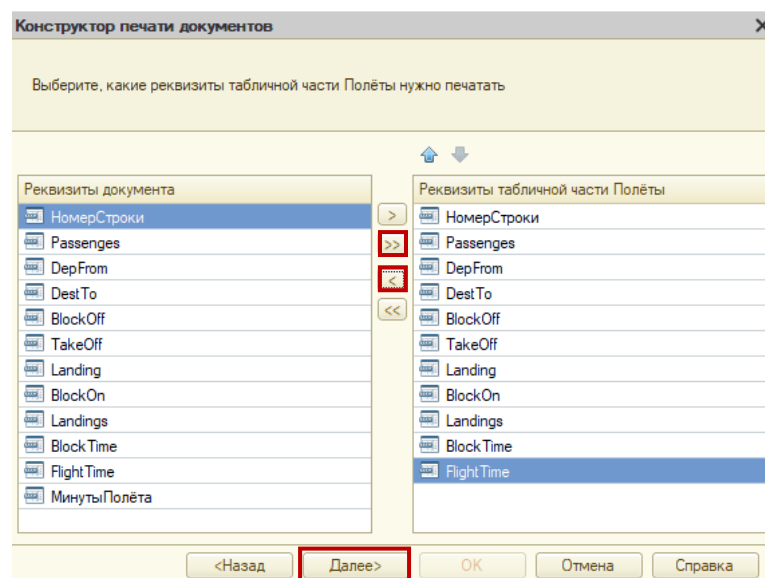 Конструктор печати документов
Выберите, какие реквизиты табличной части Полёты нужно печатать
Реквизиты документа
НомерСтроки
Passenges
DepFrom
DestTo
BlockOff
TakeOff
Landing
BlockOn
Landings
BlockTime
FlightTime
МинутыПолёта
>
>>
<
<<
Реквизиты табличной части Полёты
НомерСтроки
Passenges
DepFrom
DestTo
BlockOff
TakeOff
Landing
BlockOn
Landings
BlockTime
FlightTime
<Назад Далее> OK Отмена Справка